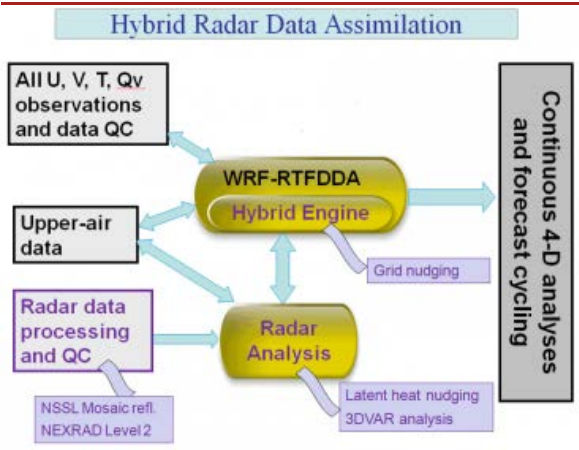 Hybrid Radar Data Assimilation
All U, V, T, Qv
observations
and data QC
WRF-RTFDDA
Hybrid Engine
Grid nudging
Upper-air
data
Radar data
processing
and QC
NSSL Mosaic refl.
NEXRAD Level 2
Radar
Analysis
Latent heat nudging
3DVAR analysis
Continuous 4-D analyses
and forecast cycling